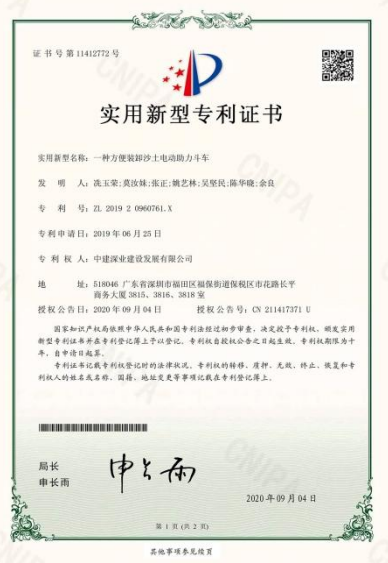 证书号第11412772号
实用新型专利证书
实用新型名称：一种方便装卸沙土电动助力斗车
发 明 人：冼玉荣;莫汝妹;张正;姚艺林;吴坚民;陈华晓;余良
专 利 号：ZL 2019 2 0960761.X
专利申请日：2019年06月25日
专 利 权 人：中建深业建设发展有限公司
地 址：518046 广东省深圳市福田区福保街道保税区市花路长平
商务大厦3815、3816、3818室
授权公告日：2020年09月04日 授权公告号：CN 211417371 U
国家知识产权局依照中华人民共和国专利法经过初步审查，决定授予专利权，颁发实用
新型专利证书并在专利登记簿上予以登记。专利权自授权公告之日起生效。专利权期限为十
年，自申请日起算。
专利证书记载专利权登记时的法律状况。专利权的转移、质押、无效、终止、恢复和专
利权人的姓名或名称、国籍、地址变更等事项记载在专利登记簿上。
局长
申长雨
申长雨
2020年09月04日
第 1 页 (共 2 页)
其他事项参见续页
CNIPA